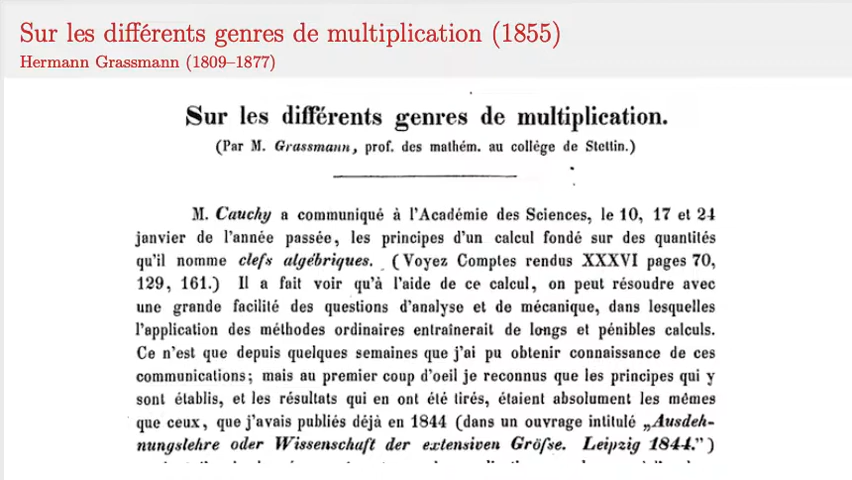 Sur les différents genres de multiplication (1855)
Hermann Grassmann (1809–1877)
Sur les différents genres de multiplication.
(Par M. Grassmann, prof. des mathém. au collège de Stettin.)
M. Cauchy a communiqué à l'Académie des Sciences, le 10, 17 et 24
janvier de l'année passée, les principes d'un calcul fondé sur des quantités
qu'il nomme clefs algébriques. (Voyez Comptes rendus XXXVI pages 70,
129, 161.) Il a fait voir qu'à l'aide de ce calcul, on peut résoudre avec
une grande facilité des questions d'analyse et de mécanique, dans lesquelles
l'application des méthodes ordinaires entraînerait de longs et pénibles calculs.
Ce n'est que depuis quelques semaines que j'ai pu obtenir connaissance de ces
communications; mais au premier coup d'oeil je reconnus que les principes qui y
sont établis, et les résultats qui en ont été tirés, étaient absolument les mêmes
que ceux, que j'avais publiés déjà en 1844 (dans un ouvrage intitulé „Ausdeh-
nungslehre oder Wissenschaft der extensiven Gröſse. Leipzig 1844.")